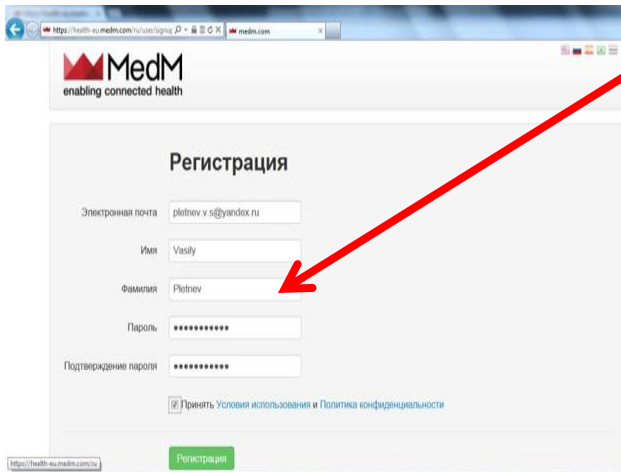 https://health-eu.medm.com/ru/user/signup
medm.com
MedM
enabling connected health
Регистрация
Электронная почта pletnev.v.s@yandex.ru
Имя Vasily
Фамилия Pletnev
Пароль •••••••••••
Подтверждение пароля •••••••••••
Принять Условия использования и Политика конфиденциальности
Регистрация
https://health-eu.medm.com/ru